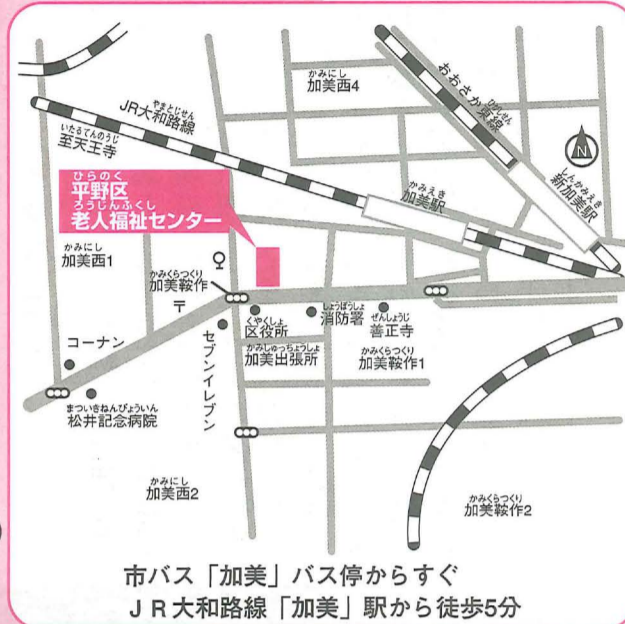 かみにし
加美西4
おおさか東線
ひがしせん
やまとじせん
JR大和路線
いたるてんのうじ
至天王寺
N
しんかみえき
新加美駅
かみえき
加美駅
ひらのく
平野区
ろうじんふくし
老人福祉センター
かみにし
加美西1
かみくらつくり
加美鞍作
〒
くやくしょ
区役所
かみしゅっちょうしょ
加美出張所
しょうぼうしょ
消防署
ぜんしょうじ
善正寺
かみくらつくり
加美鞍作1
コーナン
セブンイレブン
まついきねんびょういん
松井記念病院
かみにし
加美西2
かみくらつくり
加美鞍作2
市バス「加美」バス停からすぐ
JR大和路線「加美」駅から徒歩5分